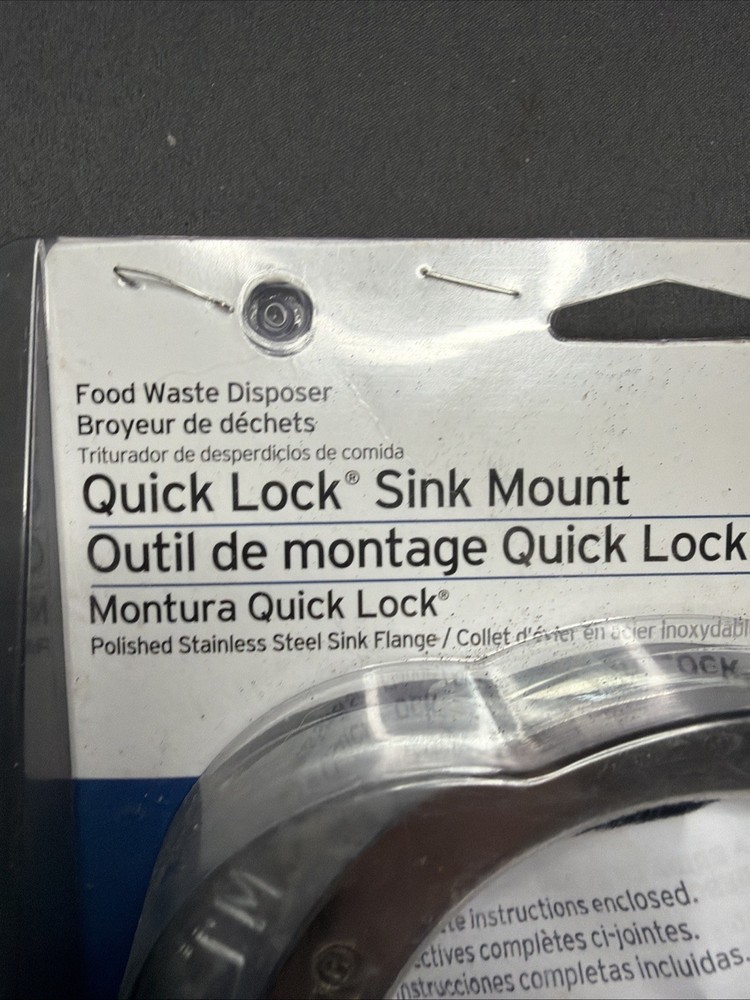 Food Waste Disposer
Broyeur de déchets
Triturador de desperdicios de comida
Quick Lock® Sink Mount
Outil de montage Quick Lock
Montura Quick Lock®
Polished Stainless Steel Sink Flange / Collet d'évier en acier inoxydabl
OCK
TM
instructions enclosed.
complètes ci-jointes.
completas incluidas.